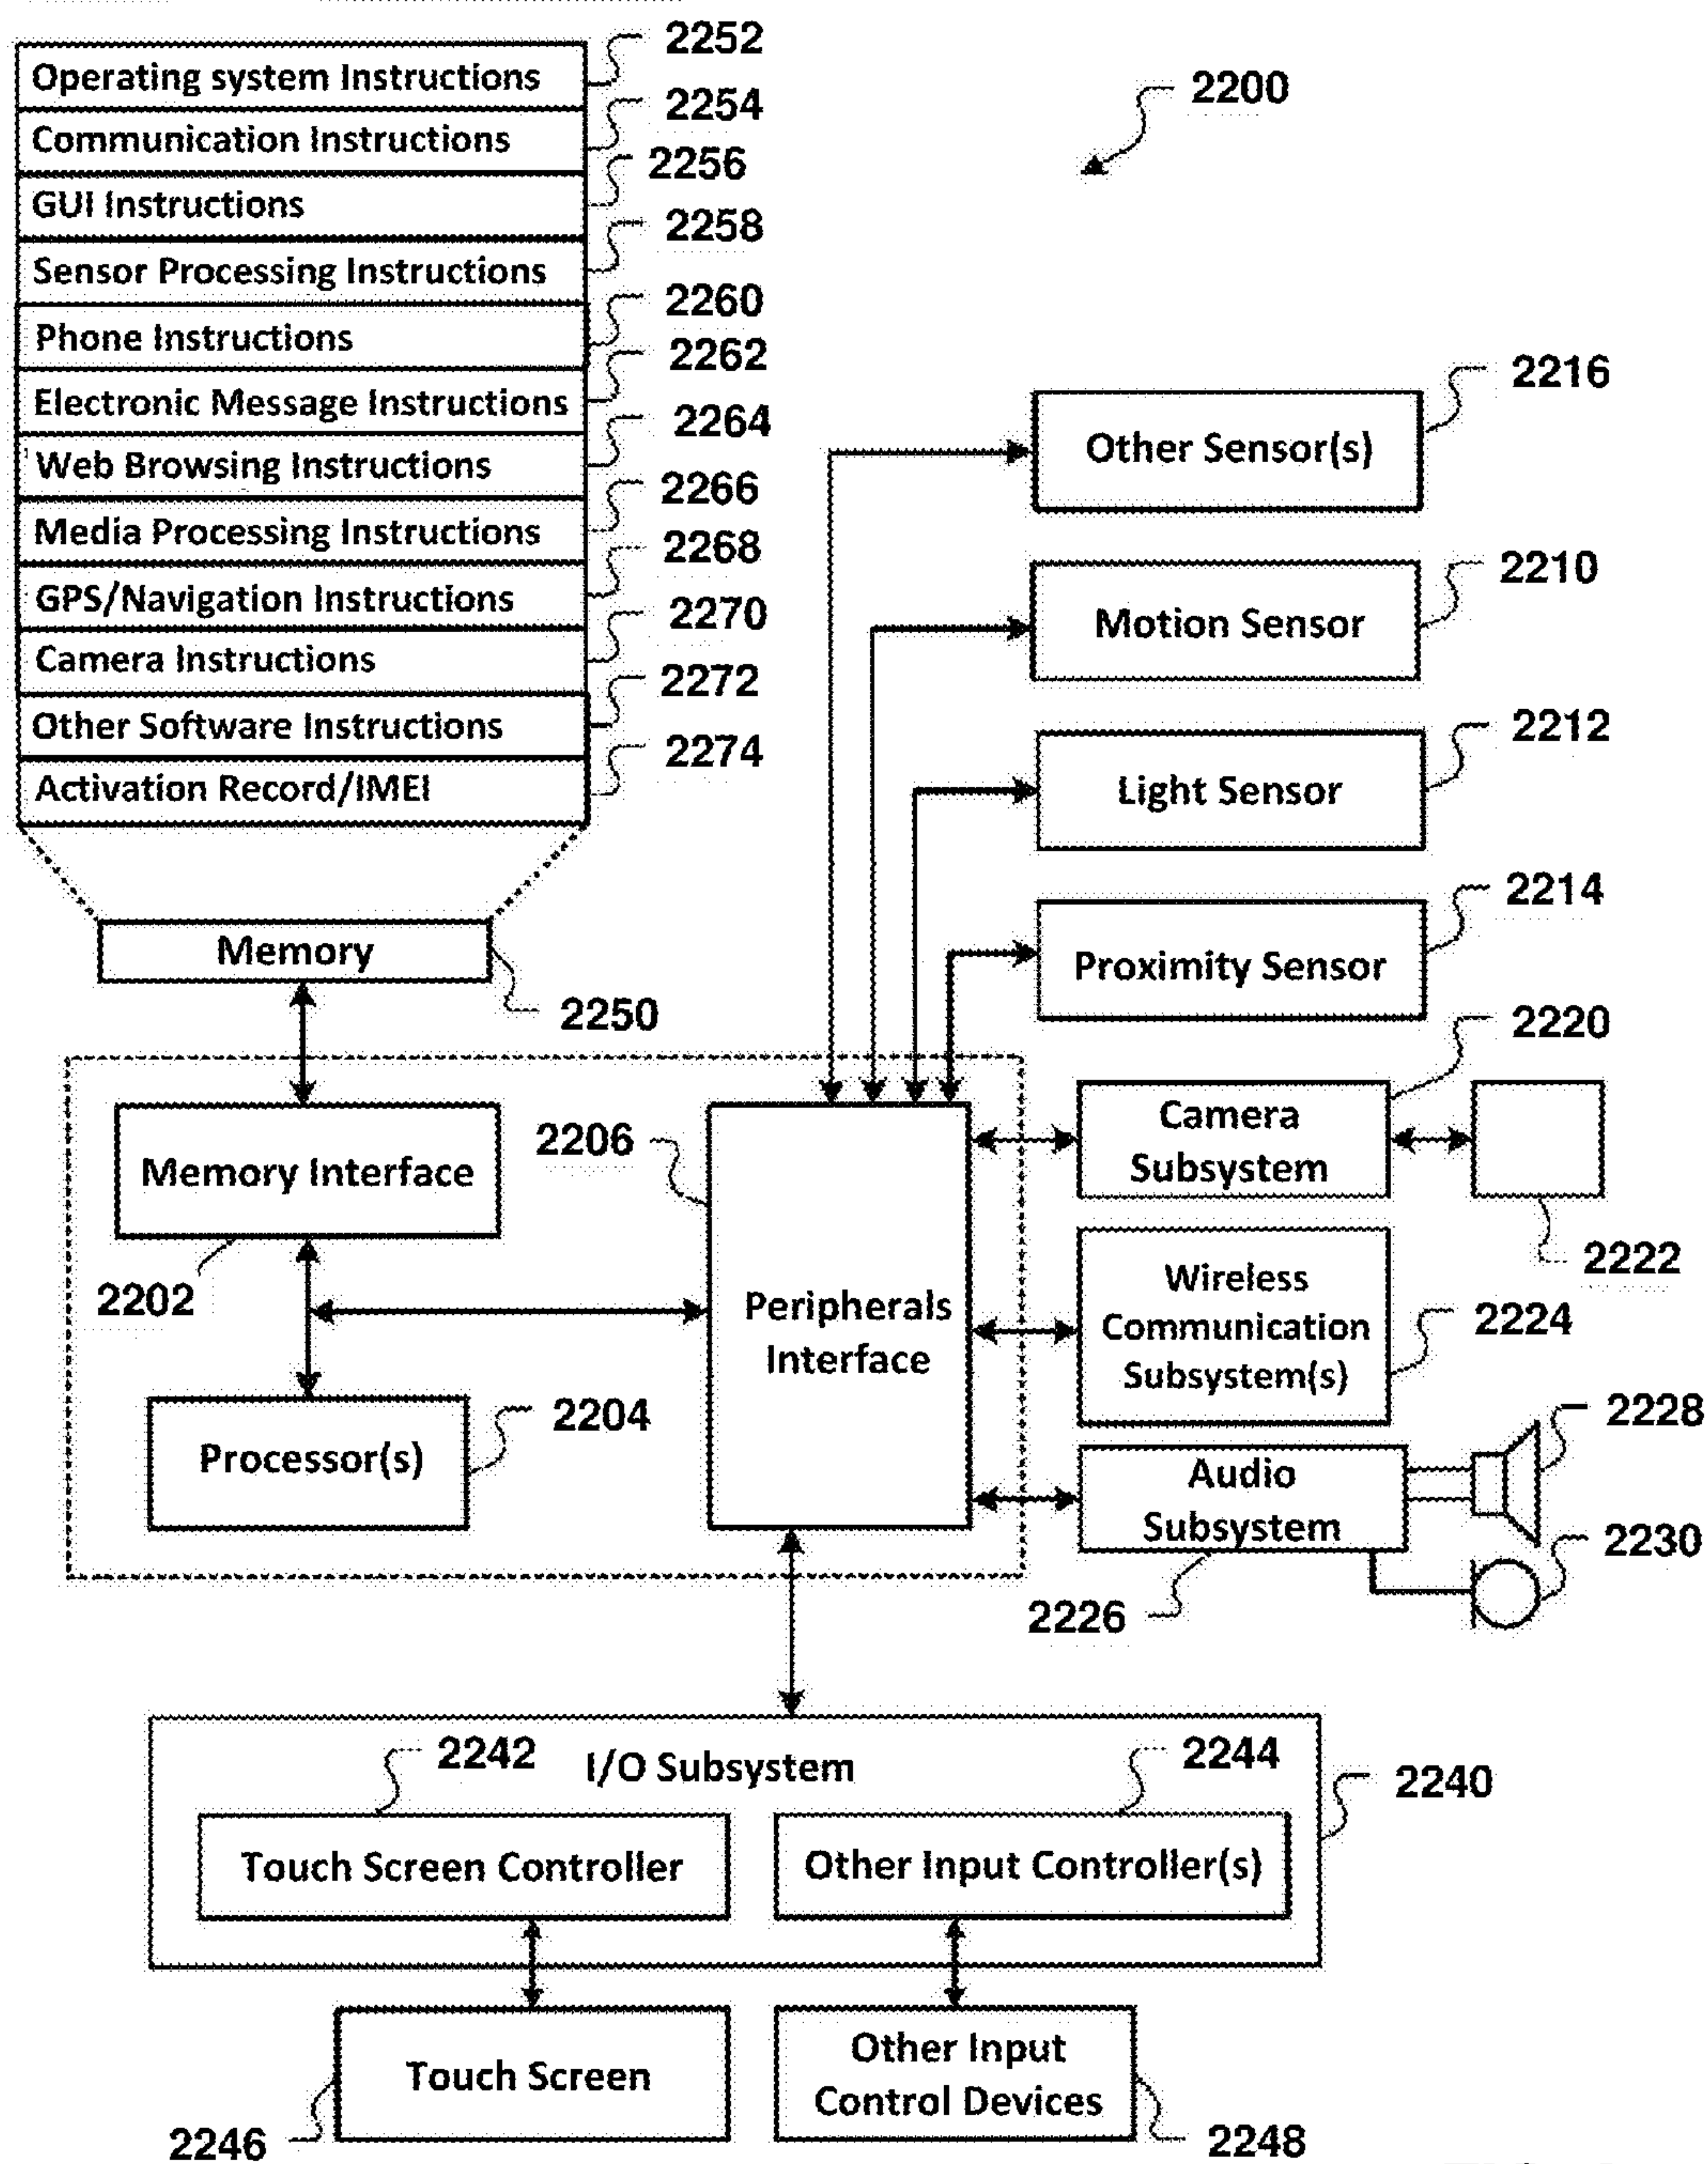 2252
Operating system Instructions
2254
Communication Instructions
2256
GUI Instructions
2258
Sensor Processing Instructions
2260
Phone Instructions
2262
Electronic Message Instructions
2264
Web Browsing Instructions
2266
Media Processing Instructions
2268
GPS/Navigation Instructions
2270
Camera Instructions
2272
Other Software Instructions
2274
Activation Record/IMEI
Memory
2250
2200
2216
Other Sensor(s)
2210
Motion Sensor
2212
Light Sensor
2214
Proximity Sensor
2220
Camera
Subsystem
2222
Memory Interface
2202
2206
Peripherals
Interface
Processor(s)
2204
Wireless
Communication
Subsystem(s)
2224
Audio
Subsystem
2226
2228
2230
I/O Subsystem
2240
2242
Touch Screen Controller
2244
Other Input Controller(s)
Touch Screen
2246
Other Input
Control Devices
2248